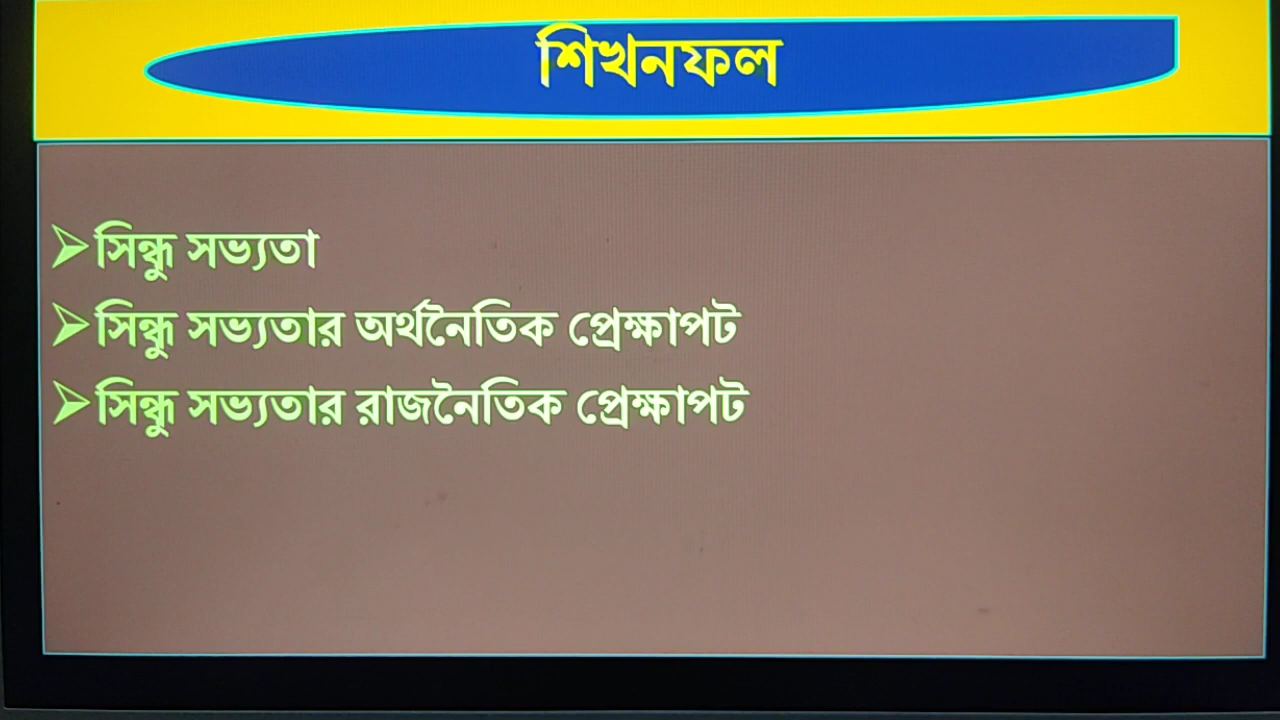 শিখনফল
সিন্ধু সভ্যতা
সিন্ধু সভ্যতার অর্থনৈতিক প্রেক্ষাপট
সিন্ধু সভ্যতার রাজনৈতিক প্রেক্ষাপট